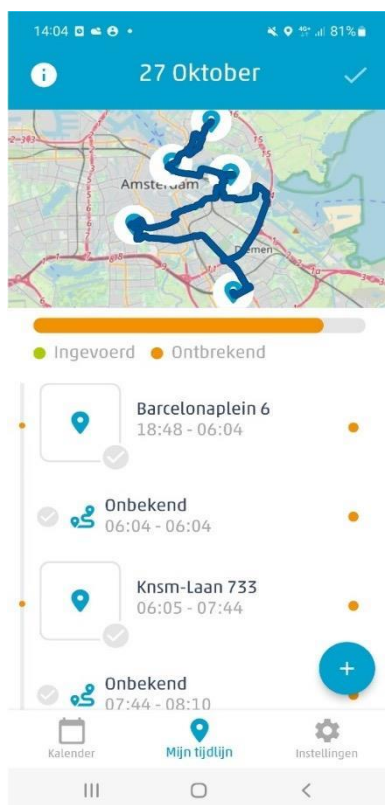 14:04 81%
27 Oktober
Amsterdam
Diemen
Ingevoerd Ontbrekend
Barcelonaplein 6
18:48 - 06:04
Onbekend
06:04 - 06:04
Knsm-Laan 733
06:05 - 07:44
+
Onbekend
07:44 - 08:10
Kalender Mijn tijdlijn Instellingen